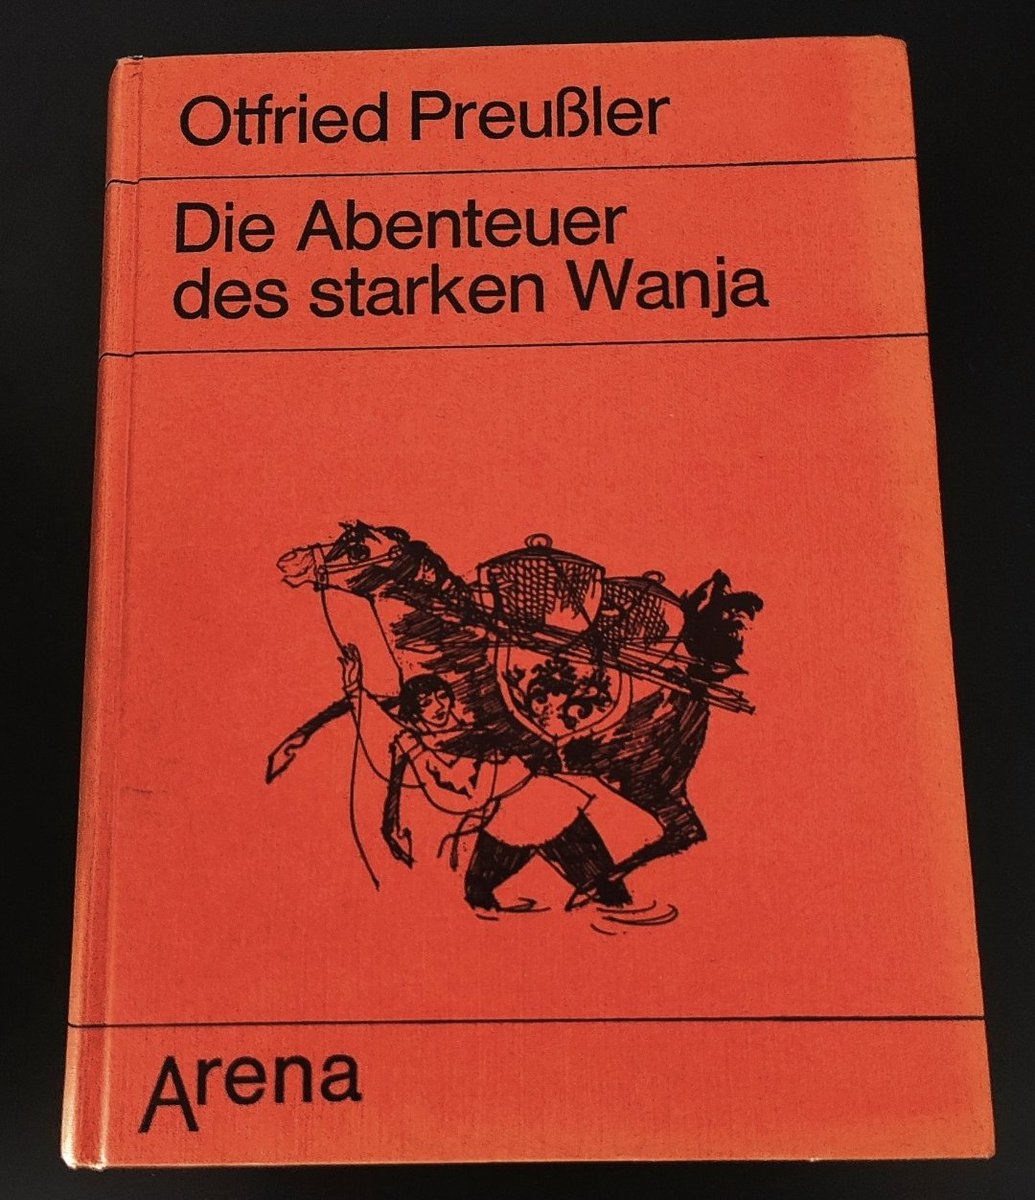 Otfried Preußler
Die Abenteuer
des starken Wanja
Arena